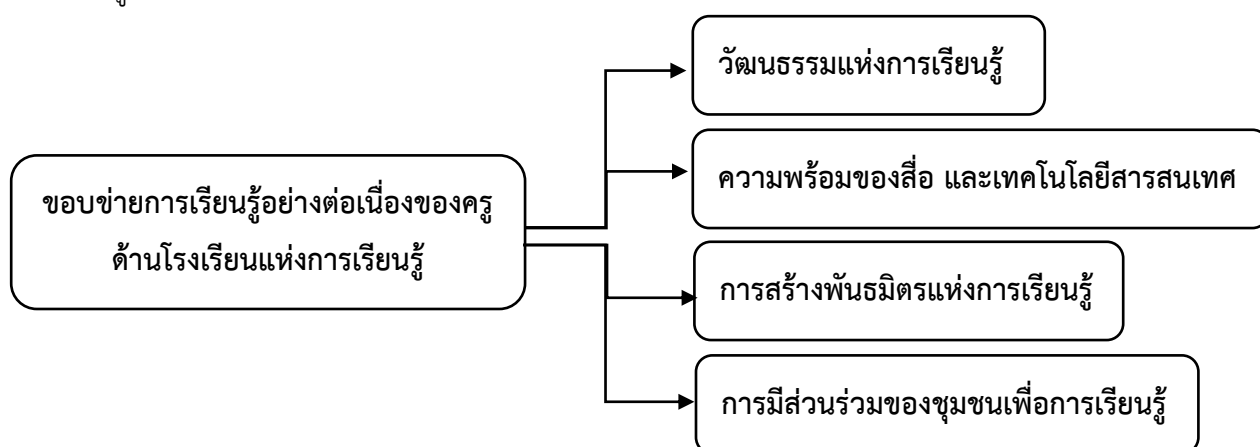 ขอบข่ายการเรียนรู้อย่างต่อเนื่องของครู
ด้านโรงเรียนแห่งการเรียนรู้
วัฒนธรรมแห่งการเรียนรู้
ความพร้อมของสื่อ และเทคโนโลยีสารสนเทศ
การสร้างพันธมิตรแห่งการเรียนรู้
การมีส่วนร่วมของชุมชนเพื่อการเรียนรู้